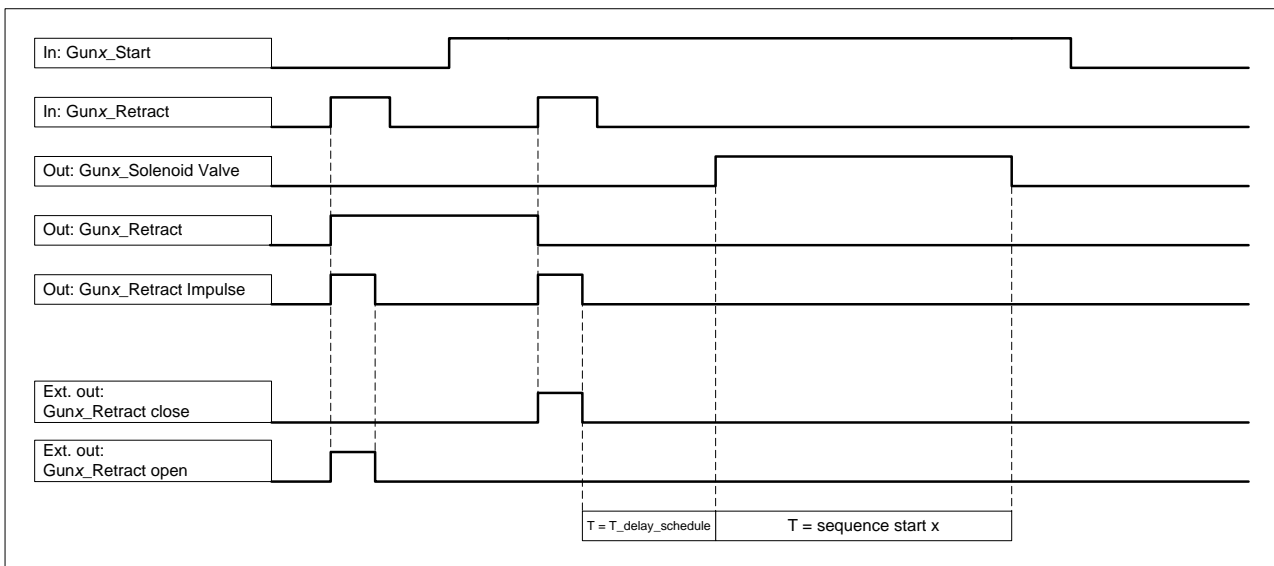 In: Gunx_Start
In: Gunx_Retract
Out: Gunx_Solenoid Valve
Out: Gunx_Retract
Out: Gunx_Retract Impulse
Ext. out:
Gunx_Retract close
Ext. out:
Gunx_Retract open
T = T_delay_schedule
T = sequence start x